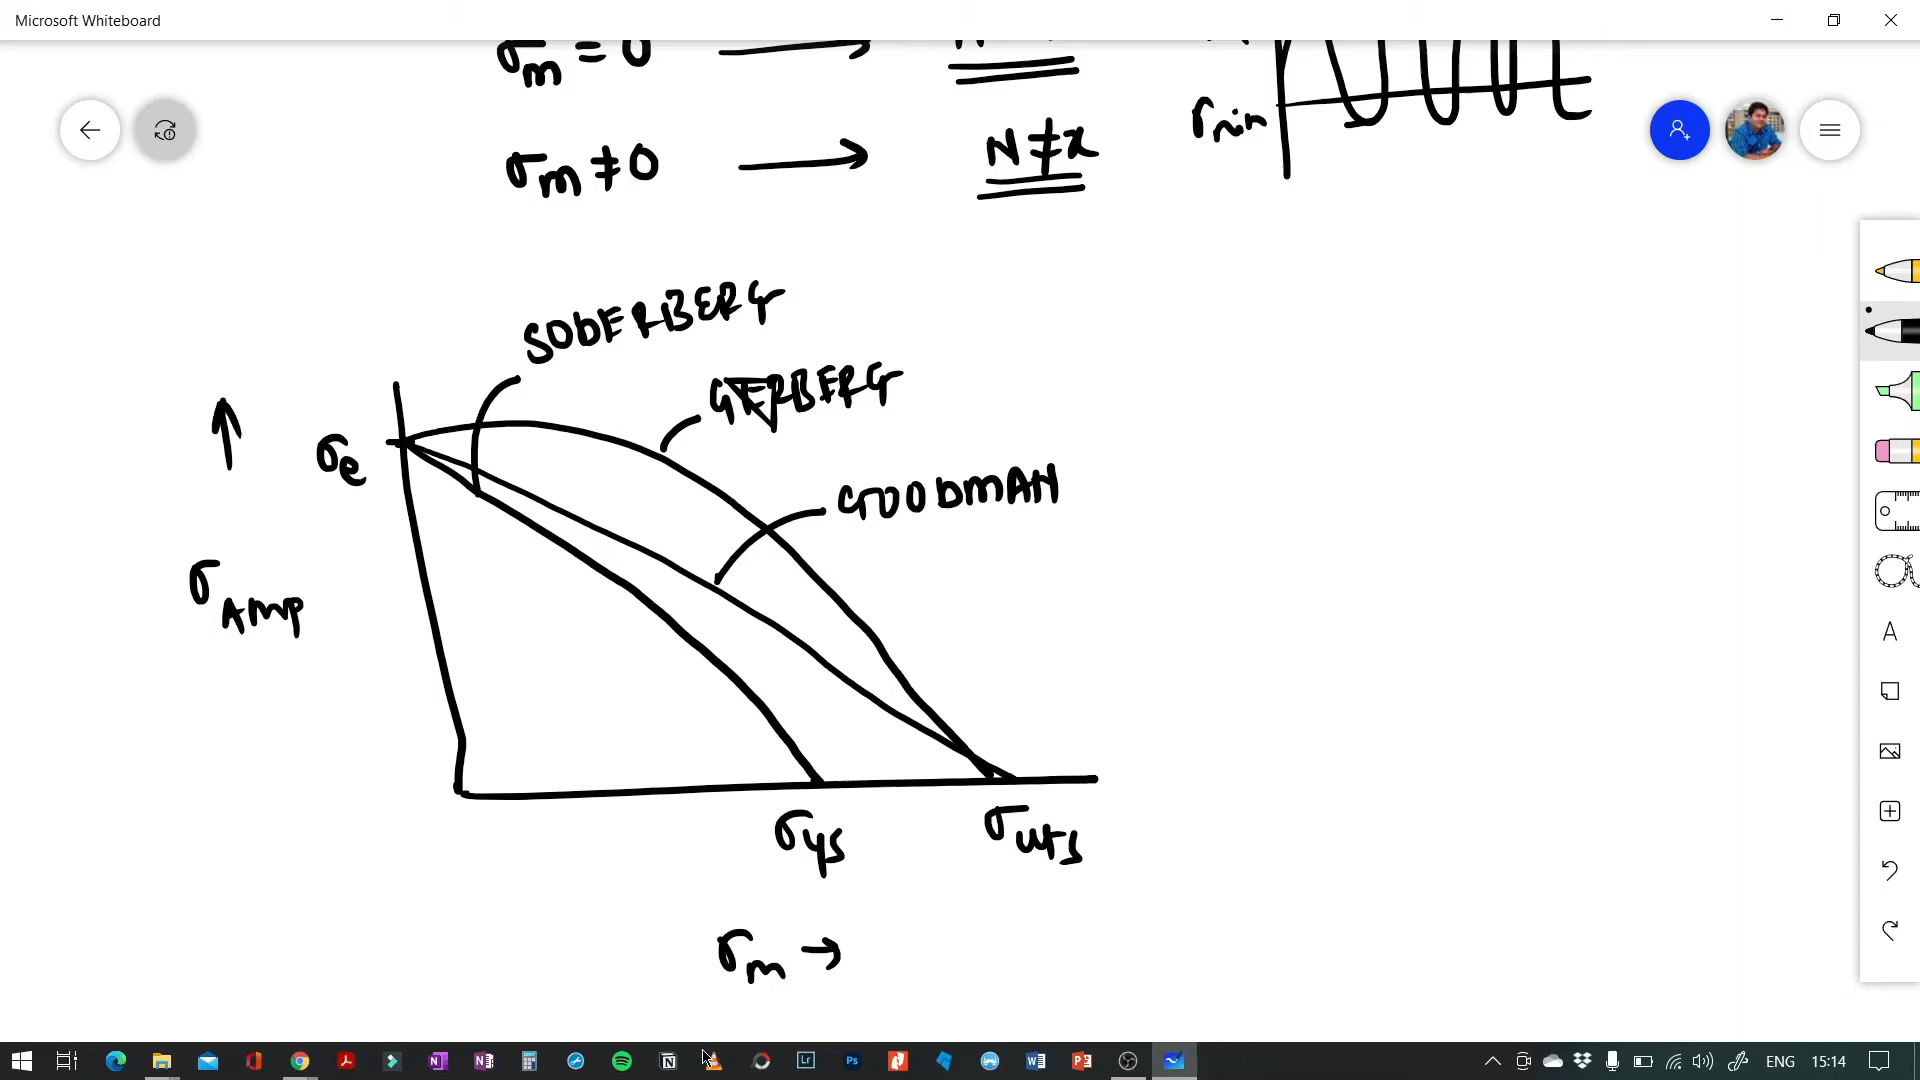 Microsoft Whiteboard
σm = 0
σmin
σm ≠ 0 → N ≠ x
SODERBERG
GERBERG
σe
GOODMAN
σAmp
A
σys σuts
σm →
ENG 15:14